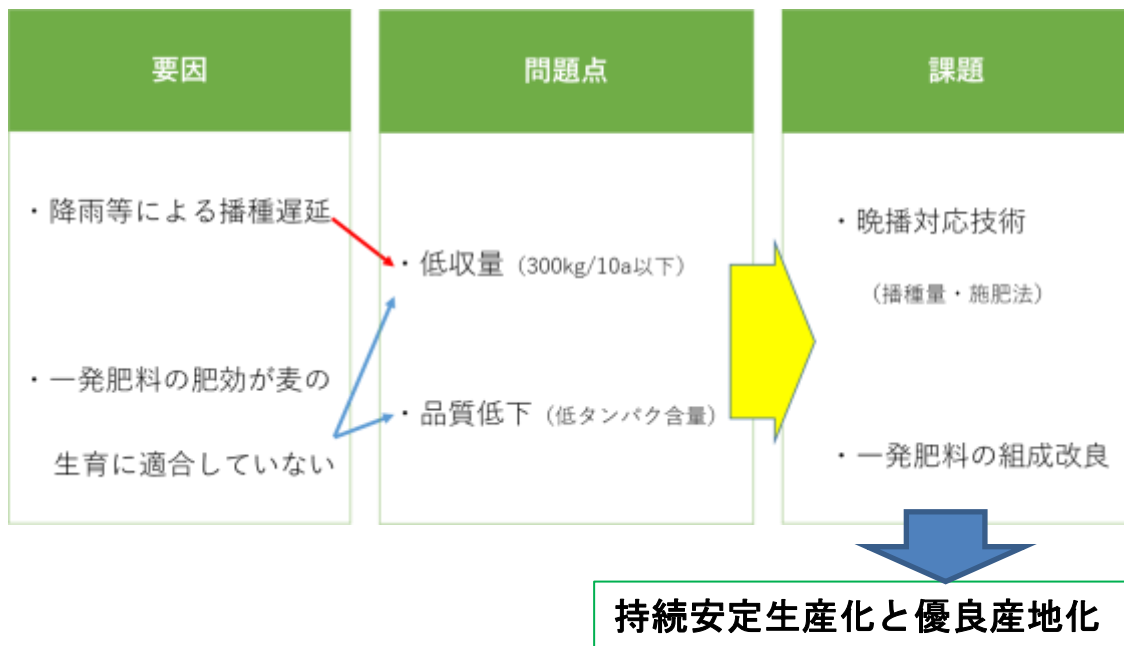 要因
・降雨等による播種遅延
・一発肥料の肥効が麦の
生育に適合していない
問題点
・低収量（300kg/10a以下）
・品質低下（低タンパク含量）
課題
・晩播対応技術
（播種量・施肥法）
・一発肥料の組成改良
持続安定生産化と優良産地化